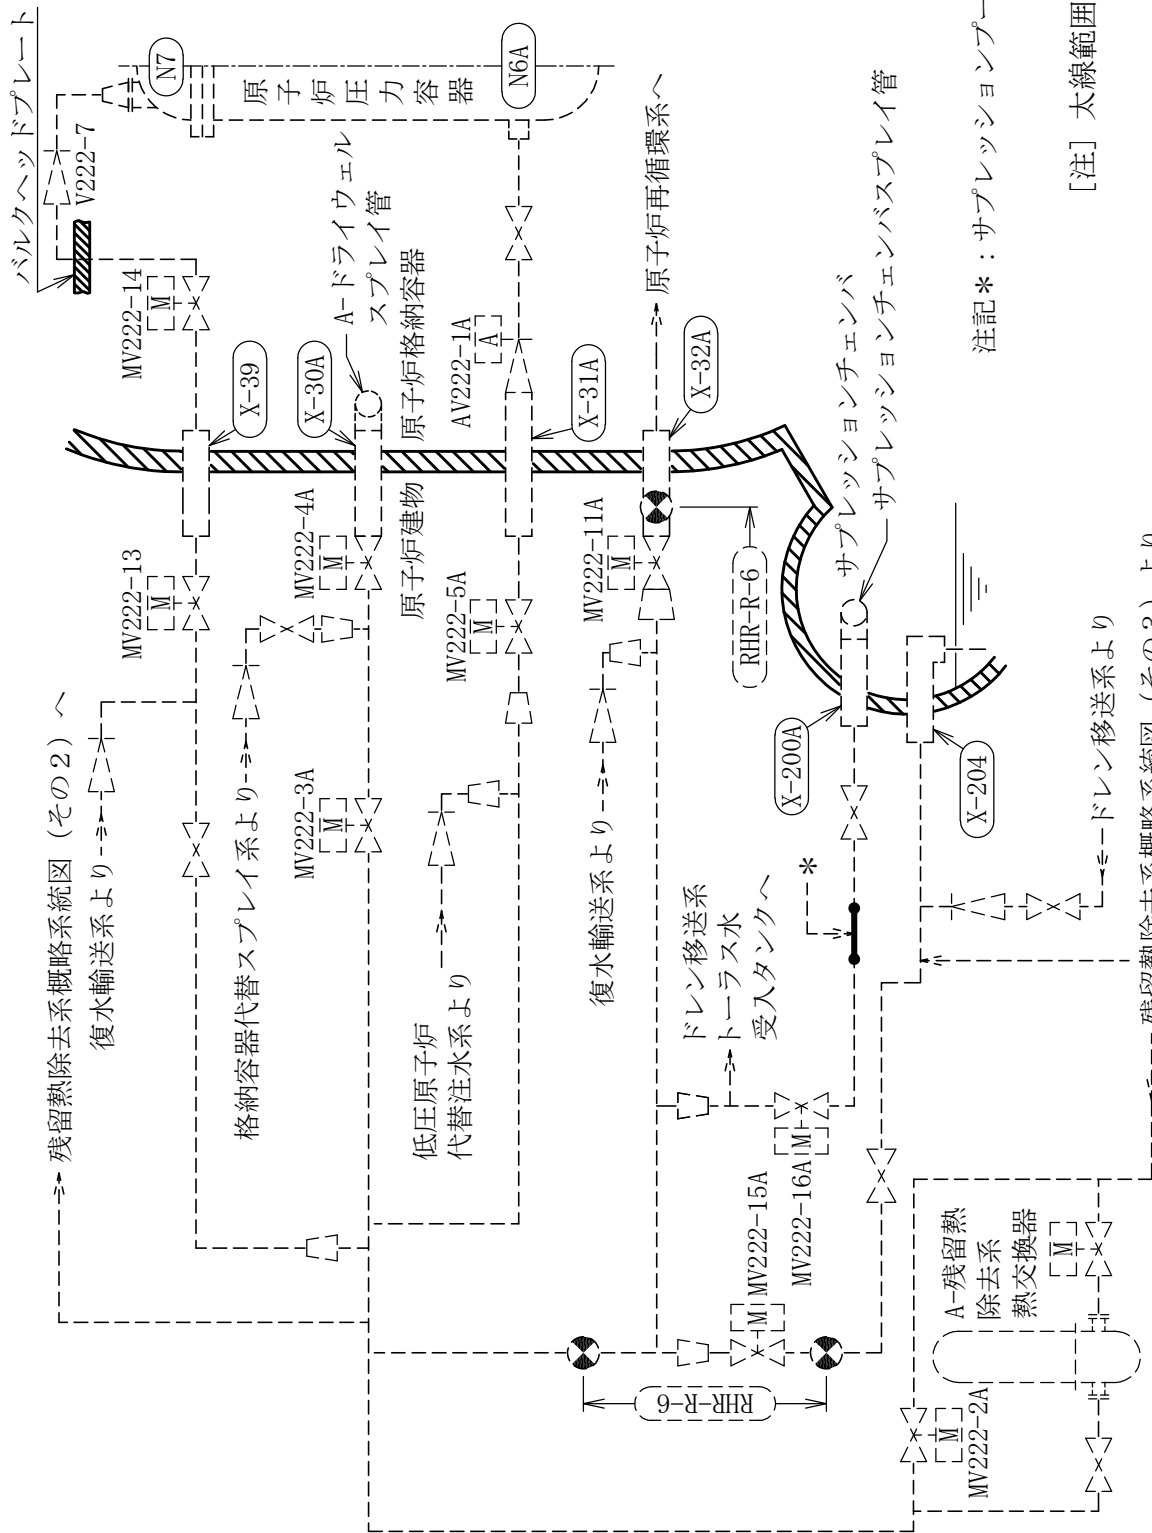 残留熱除去系概略系統図(その2)へ
復水輸送系より
MV222-13
MV222-14
バルクヘッドプレート
V222-7
N7
X-39
格納容器代替スプレイ系より
MV222-3A
MV222-4A
X-30A
A-ドライウェル
スプレイ管
原子炉圧力容器
原子炉建物
原子炉格納容器
低圧原子炉
代替注水系より
MV222-5A
AV222-1A
N6A
X-31A
復水輸送系より
MV222-11A
X-32A
原子炉再循環系へ
RHR-R-6
ドレン移送系
トーラス水
受入タンクへ
RHR-R-6
MV222-15A
MV222-16A
*
X-200A
サプレッションチェンバ
サプレッションチェンバスプレイ管
X-204
MV222-2A
A-残留熱
除去系
熱交換器
ドレン移送系より
残留熱除去系概略系統図(その3)より
注記*:サプレッションプー
[注] 太線範囲
M
M
M
M
M
A
M
M
M
M
M